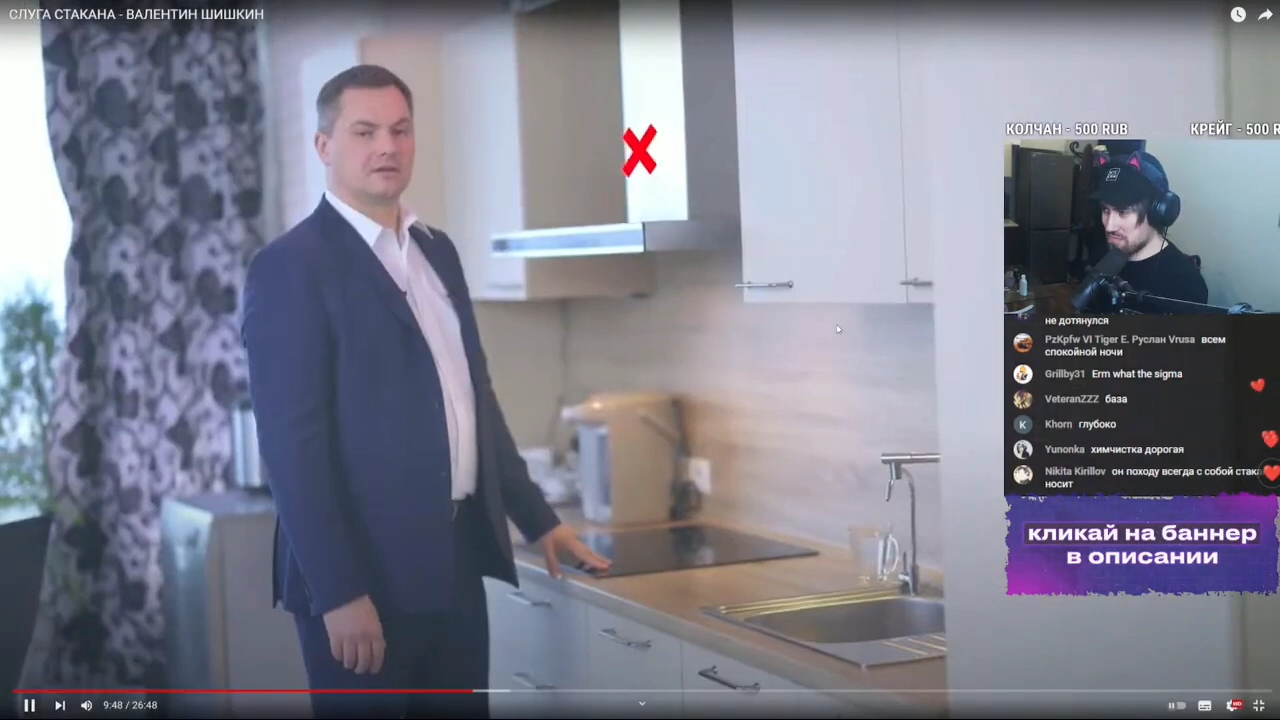 СЛУГА СТАКАНА - ВАЛЕНТИН ШИШКИН
КОЛЧАН - 500 RUB
КРЕЙГ - 500 R
не дотянулся
PzKpfw VI Tiger E. Руслан Vrusa всем
спокойной ночи
Grillby31 Erm what the sigma
VeteranZZZ база
K
Khorn глубоко
Yunonka химчистка дорогая
Nikita Kirillov он походу всегда с собой стака
носит
кликай на баннер
в описании
9:48 / 26:48
HD